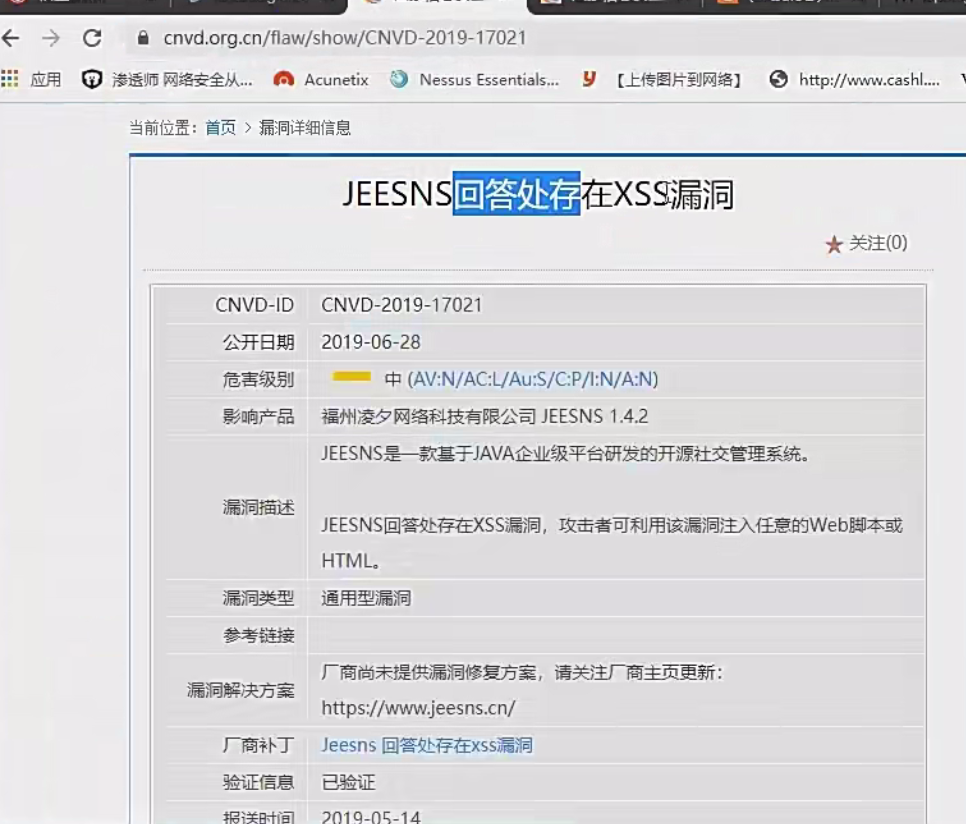 cnvd.org.cn/flaw/show/CNVD-2019-17021
应用 渗透师 网络安全从... Acunetix Nessus Essentials... 【上传图片到网络】 http://www.cashl....
当前位置：首页 > 漏洞详细信息
JEESNS回答处存在XSS漏洞
★ 关注(0)
CNVD-ID CNVD-2019-17021
公开日期 2019-06-28
危害级别 中 (AV:N/AC:L/Au:S/C:P/I:N/A:N)
影响产品 福州凌夕网络科技有限公司 JEESNS 1.4.2
漏洞描述 JEESNS是一款基于JAVA企业级平台研发的开源社交管理系统。
JEESNS回答处存在XSS漏洞，攻击者可利用该漏洞注入任意的Web脚本或
HTML。
漏洞类型 通用型漏洞
参考链接
漏洞解决方案 厂商尚未提供漏洞修复方案，请关注厂商主页更新：
https://www.jeesns.cn/
厂商补丁 Jeesns 回答处存在xss漏洞
验证信息 已验证
报送时间 2019-05-14